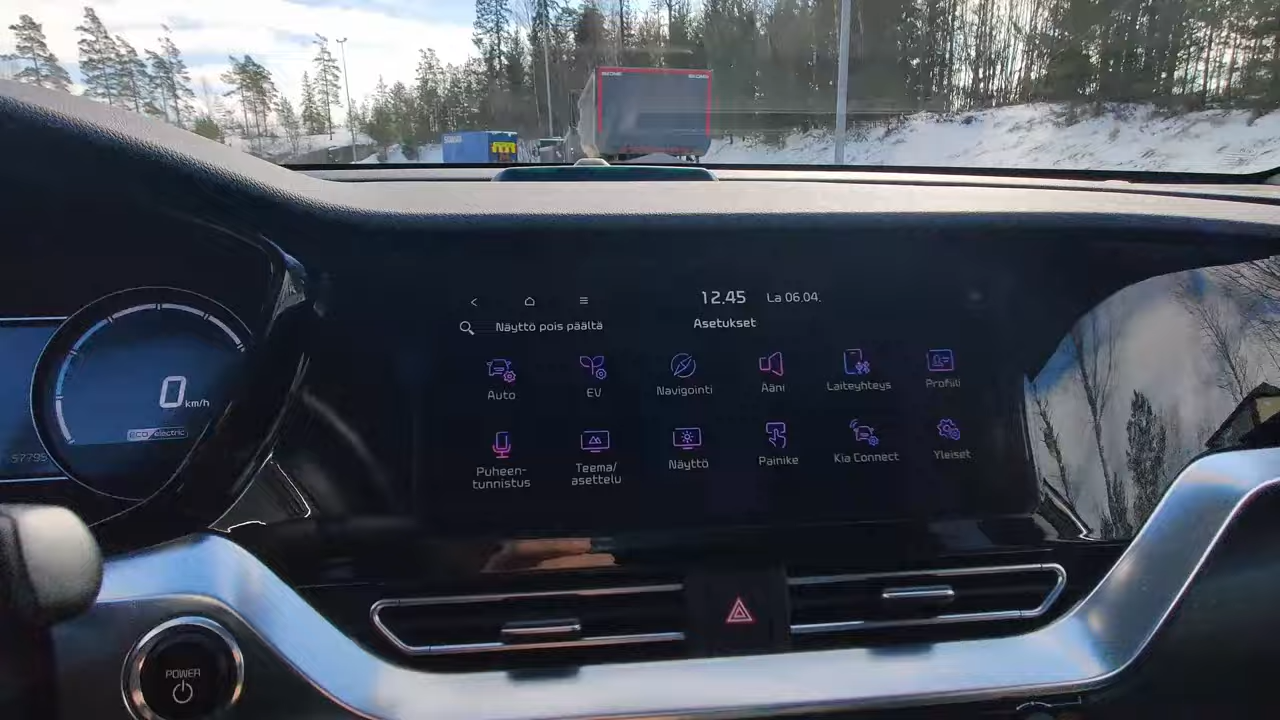 12.45 La 06.04.
Näyttö pois päältä
Asetukset
Auto
EV
Navigointi
Ääni
Laiteyhteys
Profiili
Puheen-
tunnistus
Teema/
asettelu
Näyttö
Painike
Kia Connect
Yleiset
0 km/h
eco electric
57795
POWER